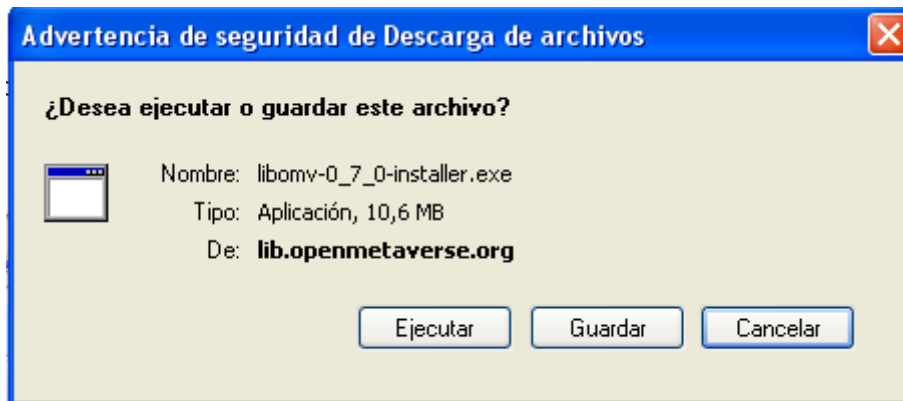 Advertencia de seguridad de Descarga de archivos
¿Desea ejecutar o guardar este archivo?
Nombre: libomv-0_7_0-installer.exe
Tipo: Aplicación, 10,6 MB
De: lib.openmetaverse.org
Ejecutar Guardar Cancelar